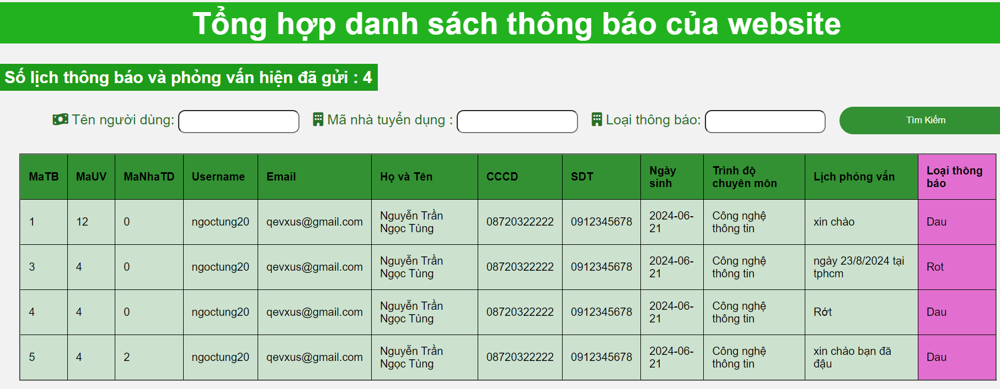 Tổng hợp danh sách thông báo của website
Số lịch thông báo và phỏng vấn hiện đã gửi : 4
Tên người dùng: Mã nhà tuyển dụng : Loại thông báo: Tìm Kiếm
MaTB MaUV MaNhaTD Username Email Họ và Tên CCCD SDT Ngày sinh Trình độ chuyên môn Lịch phỏng vấn Loại thông báo
1 12 0 ngoctung20 qevxus@gmail.com Nguyễn Trần Ngọc Tùng 08720322222 0912345678 2024-06-21 Công nghệ thông tin xin chào Dau
3 4 0 ngoctung20 qevxus@gmail.com Nguyễn Trần Ngọc Tùng 08720322222 0912345678 2024-06-21 Công nghệ thông tin ngày 23/8/2024 tại tphcm Rot
4 4 0 ngoctung20 qevxus@gmail.com Nguyễn Trần Ngọc Tùng 08720322222 0912345678 2024-06-21 Công nghệ thông tin Rớt Dau
5 4 2 ngoctung20 qevxus@gmail.com Nguyễn Trần Ngọc Tùng 08720322222 0912345678 2024-06-21 Công nghệ thông tin xin chào bạn đã đậu Dau